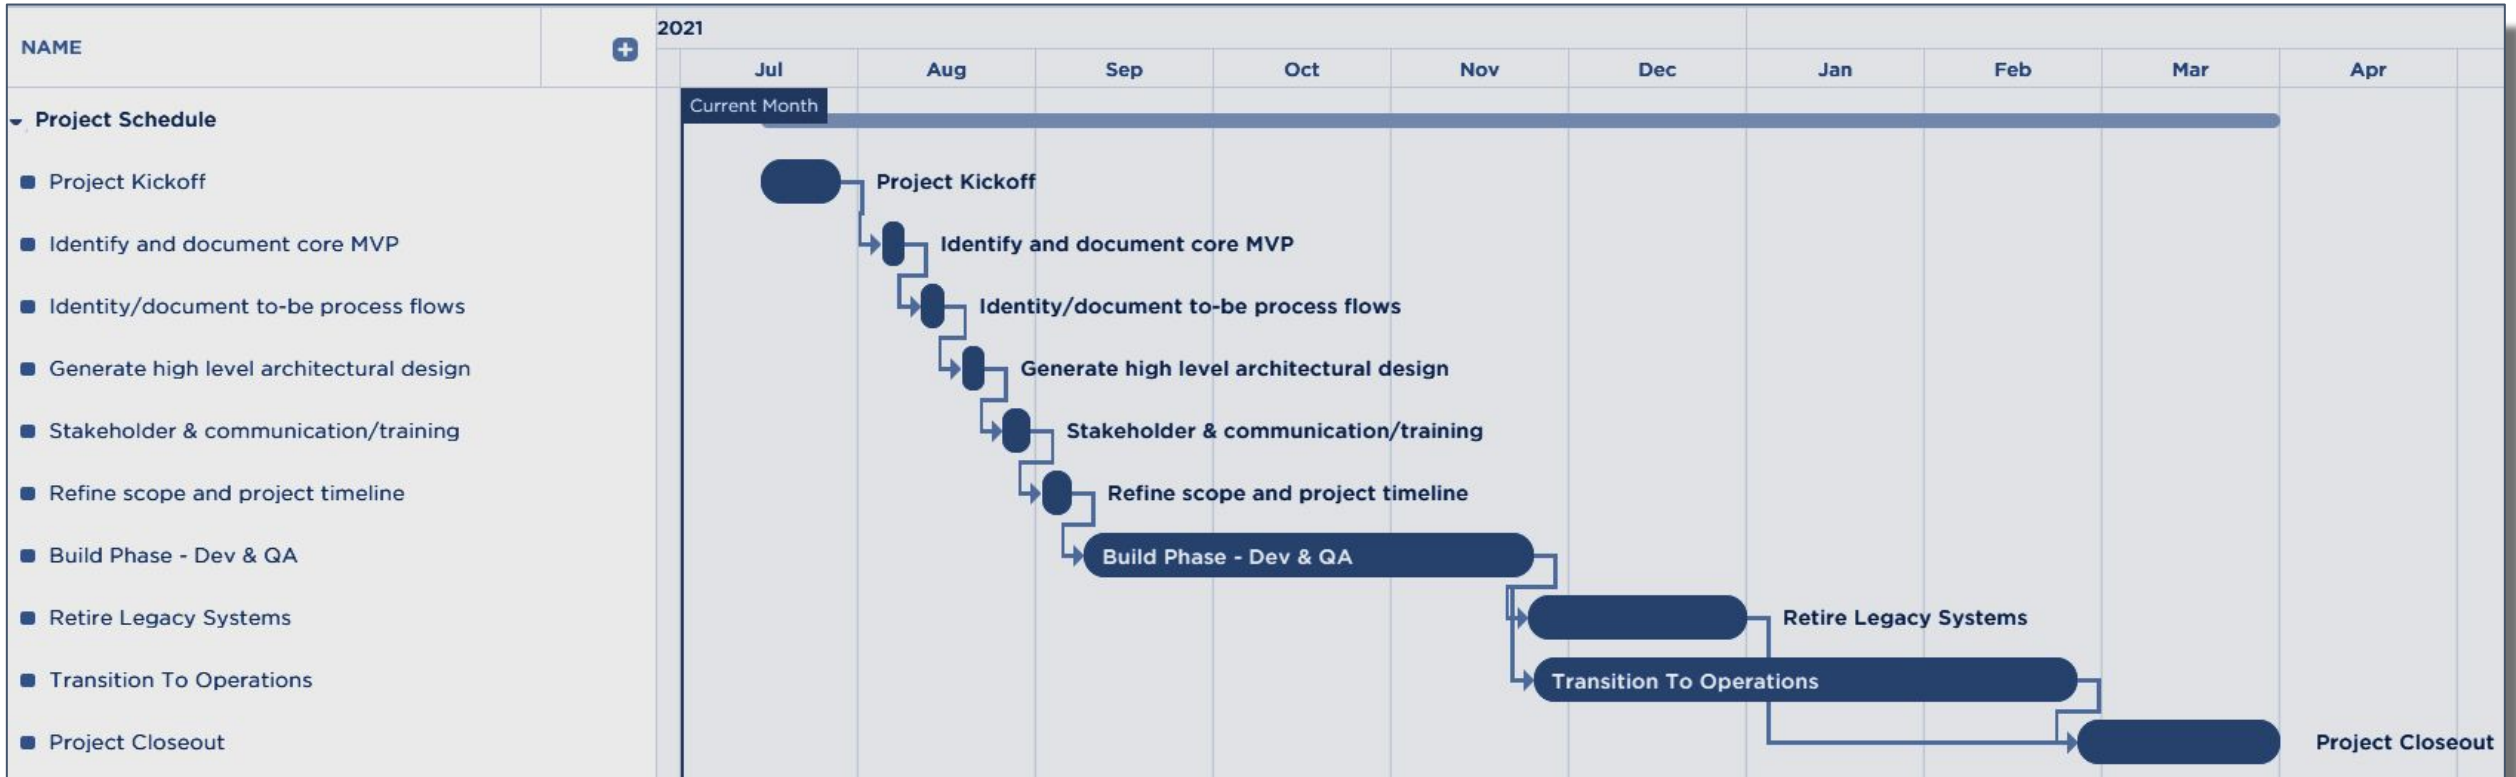 2021
NAME
Jul Aug Sep Oct Nov Dec Jan Feb Mar Apr
Current Month
Project Schedule
Project Kickoff Project Kickoff
Identify and document core MVP Identify and document core MVP
Identity/document to-be process flows Identity/document to-be process flows
Generate high level architectural design Generate high level architectural design
Stakeholder & communication/training Stakeholder & communication/training
Refine scope and project timeline Refine scope and project timeline
Build Phase - Dev & QA Build Phase - Dev & QA
Retire Legacy Systems Retire Legacy Systems
Transition To Operations Transition To Operations
Project Closeout Project Closeout